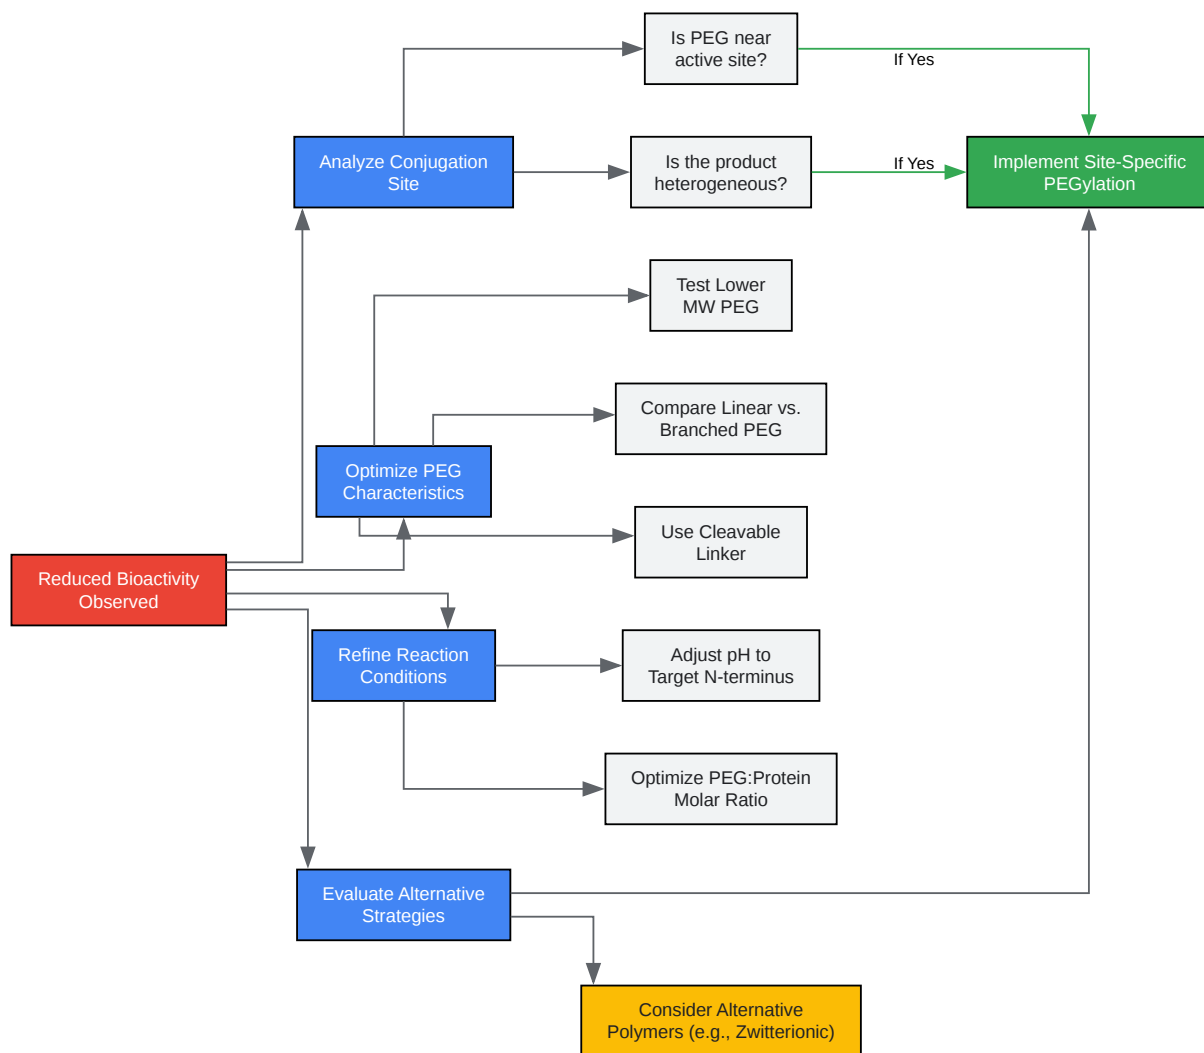 Is PEG near
active site?
If Yes
Analyze Conjugation
Site
Is the product
heterogeneous?
If Yes
Implement Site-Specific
PEGylation
Test Lower
MW PEG
Compare Linear vs.
Branched PEG
Optimize PEG
Characteristics
Use Cleavable
Linker
Reduced Bioactivity
Observed
Refine Reaction
Conditions
Adjust pH to
Target N-terminus
Optimize PEG:Protein
Molar Ratio
Evaluate Alternative
Strategies
Consider Alternative
Polymers (e.g., Zwitterionic)